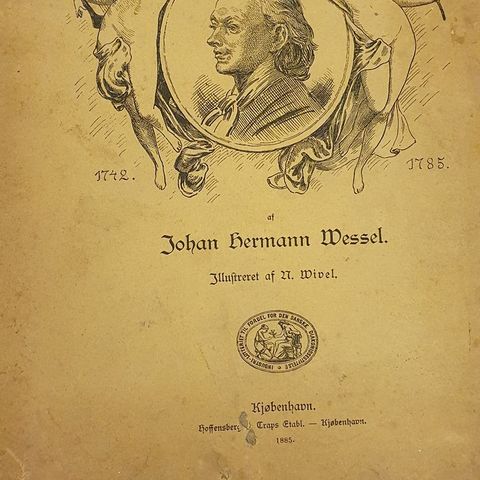 1742.
1785.
af
Johan Hermann Wessel.
Illustreret af N. Wivel.
Kjøbenhavn.
Hoffensberg & Traps Etabl. — Kjøbenhavn.
1885.